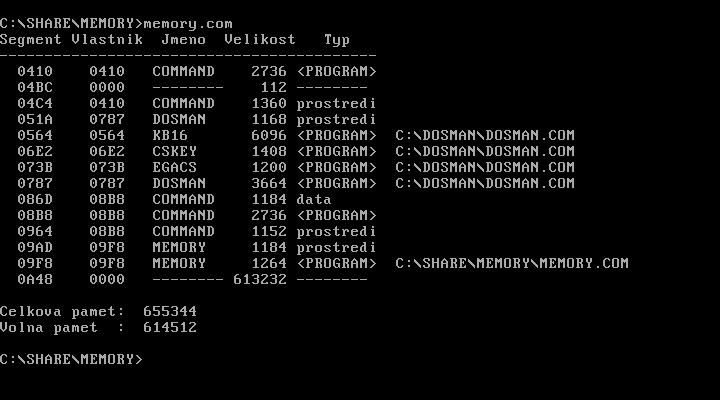 C:\SHARE\MEMORY>memory.com
Segment Vlastnik  Jmeno  Velikost   Typ
------------------------------------------
  0410    0410   COMMAND    2736 <PROGRAM>
  04BC    0000   --------    112 --------
  04C4    0410   COMMAND    1360 prostredi
  051A    0787   DOSMAN     1168 prostredi
  0564    0564   KB16       6096 <PROGRAM>  C:\DOSMAN\DOSMAN.COM
  06E2    06E2   CSKEY      1408 <PROGRAM>  C:\DOSMAN\DOSMAN.COM
  073B    073B   EGACS      1200 <PROGRAM>  C:\DOSMAN\DOSMAN.COM
  0787    0787   DOSMAN     3664 <PROGRAM>  C:\DOSMAN\DOSMAN.COM
  086D    08B8   COMMAND    1184 data
  08B8    08B8   COMMAND    2736 <PROGRAM>
  0964    08B8   COMMAND    1152 prostredi
  09AD    09F8   MEMORY     1184 prostredi
  09F8    09F8   MEMORY     1264 <PROGRAM>  C:\SHARE\MEMORY\MEMORY.COM
  0A48    0000   -------- 613232 --------
Celkova pamet:  655344
Volna pamet  :  614512
C:\SHARE\MEMORY>